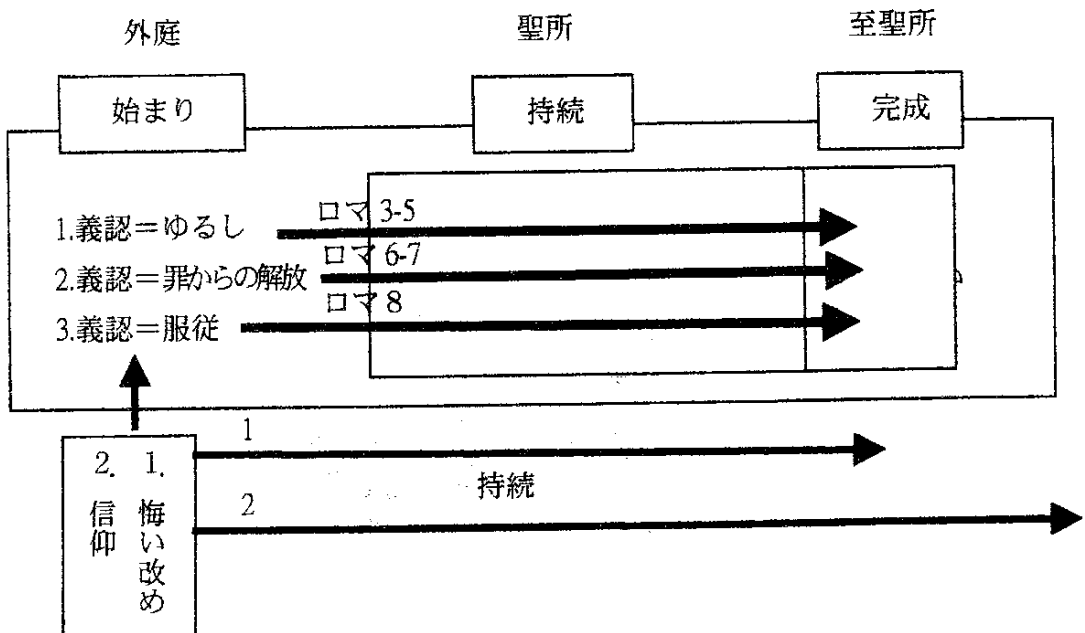 外庭 聖所 至聖所
始まり 持続 完成
ロマ 3-5
1.義認＝ゆるし
ロマ 6-7
2.義認＝罪からの解放
ロマ 8
3.義認＝服従
1
持続
2
1. 悔い改め
2. 信仰